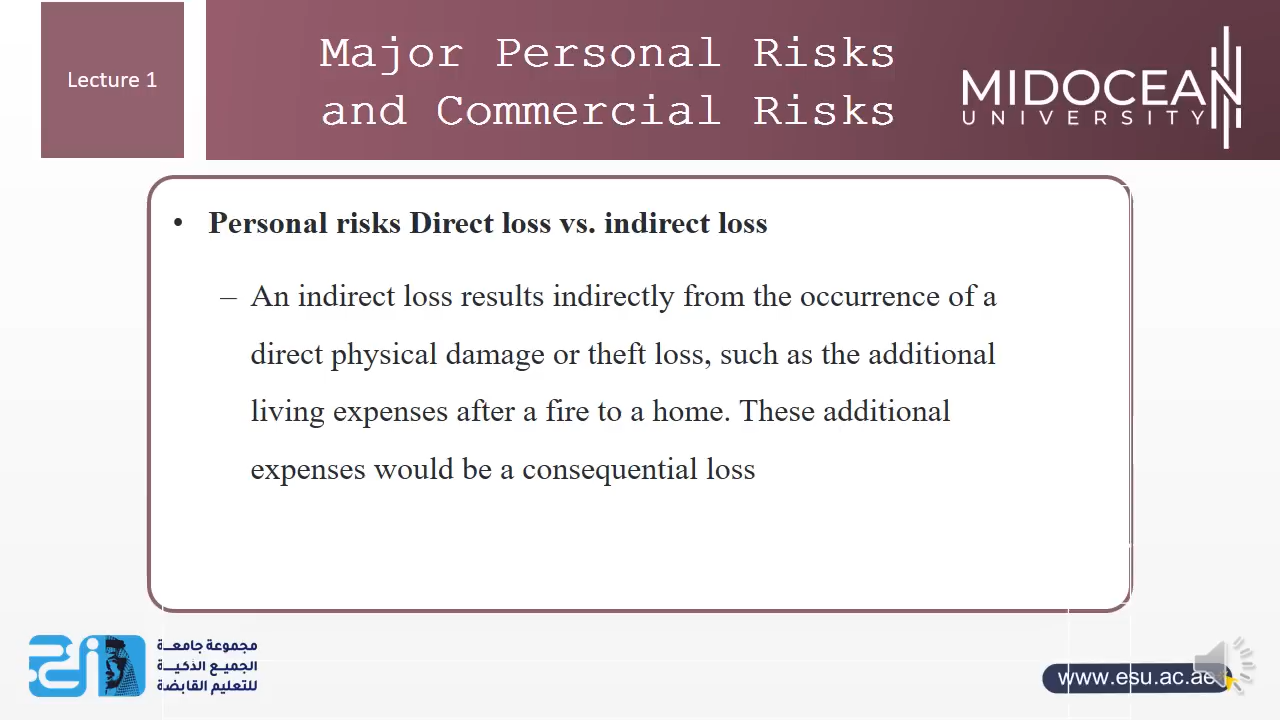 Lecture 1
Major Personal Risks
and Commercial Risks
MIDOCEAN
UNIVERSITY
• Personal risks Direct loss vs. indirect loss
– An indirect loss results indirectly from the occurrence of a
direct physical damage or theft loss, such as the additional
living expenses after a fire to a home. These additional
expenses would be a consequential loss
مجموعة جامعة
الجميع الذكية
للتعليم القابضة
www.esu.ac.ae